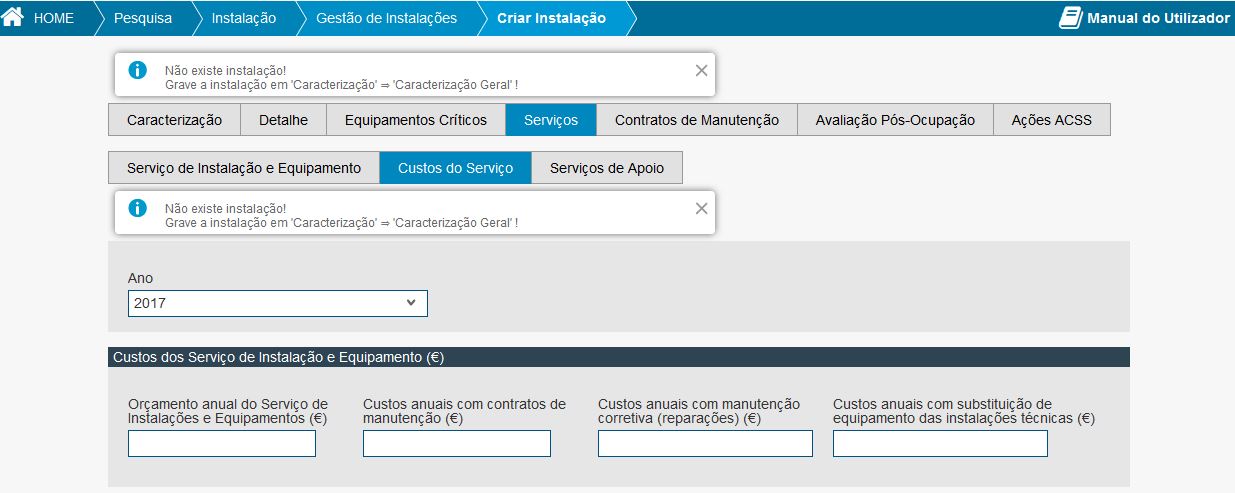 HOME Pesquisa Instalação Gestão de Instalações Criar Instalação Manual do Utilizador
Não existe instalação!
Grave a instalação em 'Caracterização' ⇒ 'Caracterização Geral' !
Caracterização Detalhe Equipamentos Críticos Serviços Contratos de Manutenção Avaliação Pós-Ocupação Ações ACSS
Serviço de Instalação e Equipamento Custos do Serviço Serviços de Apoio
Não existe instalação!
Grave a instalação em 'Caracterização' ⇒ 'Caracterização Geral' !
Ano
2017
Custos dos Serviço de Instalação e Equipamento (€)
Orçamento anual do Serviço de
Instalações e Equipamentos (€)
Custos anuais com contratos de
manutenção (€)
Custos anuais com manutenção
corretiva (reparações) (€)
Custos anuais com substituição de
equipamento das instalações técnicas (€)